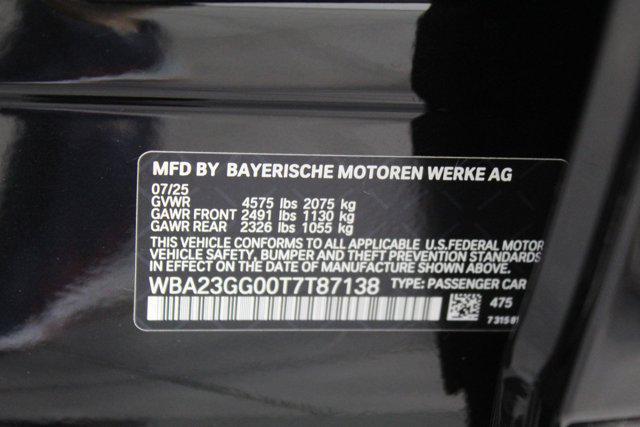 MFD BY BAYERISCHE MOTOREN WERKE AG
07/25
GVWR 4575 lbs 2075 kg
GAWR FRONT 2491 lbs 1130 kg
GAWR REAR 2326 lbs 1055 kg
THIS VEHICLE CONFORMS TO ALL APPLICABLE U.S.FEDERAL MOTOR
VEHICLE SAFETY, BUMPER AND THEFT PREVENTION STANDARDS
IN EFFECT ON THE DATE OF MANUFACTURE SHOWN ABOVE.
WBA23GG00T7T87138 TYPE: PASSENGER CAR
475